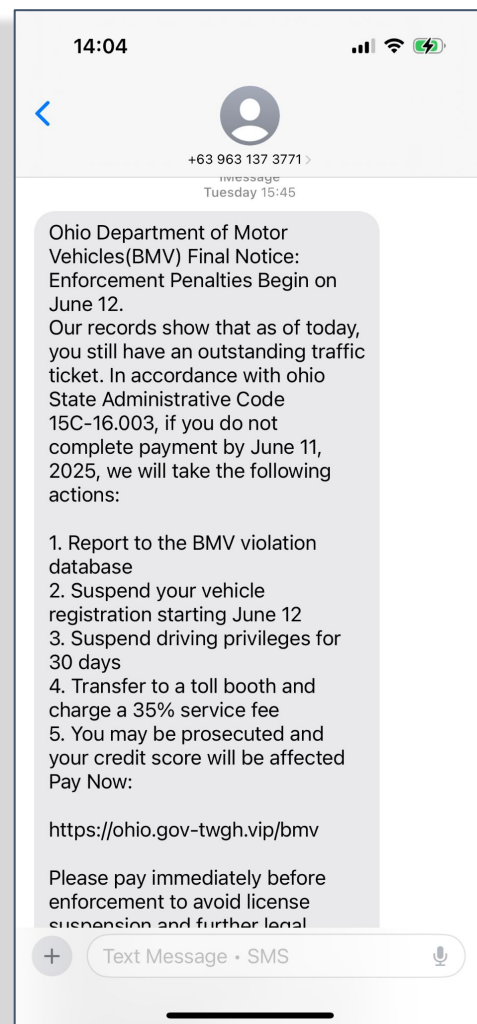 14:04
+63 963 137 3771
iMessage
Tuesday 15:45
Ohio Department of Motor
Vehicles(BMV) Final Notice:
Enforcement Penalties Begin on
June 12.
Our records show that as of today,
you still have an outstanding traffic
ticket. In accordance with ohio
State Administrative Code
15C-16.003, if you do not
complete payment by June 11,
2025, we will take the following
actions:
1. Report to the BMV violation
database
2. Suspend your vehicle
registration starting June 12
3. Suspend driving privileges for
30 days
4. Transfer to a toll booth and
charge a 35% service fee
5. You may be prosecuted and
your credit score will be affected
Pay Now:
https://ohio.gov-twgh.vip/bmv
Please pay immediately before
enforcement to avoid license
suspension and further legal
Text Message • SMS